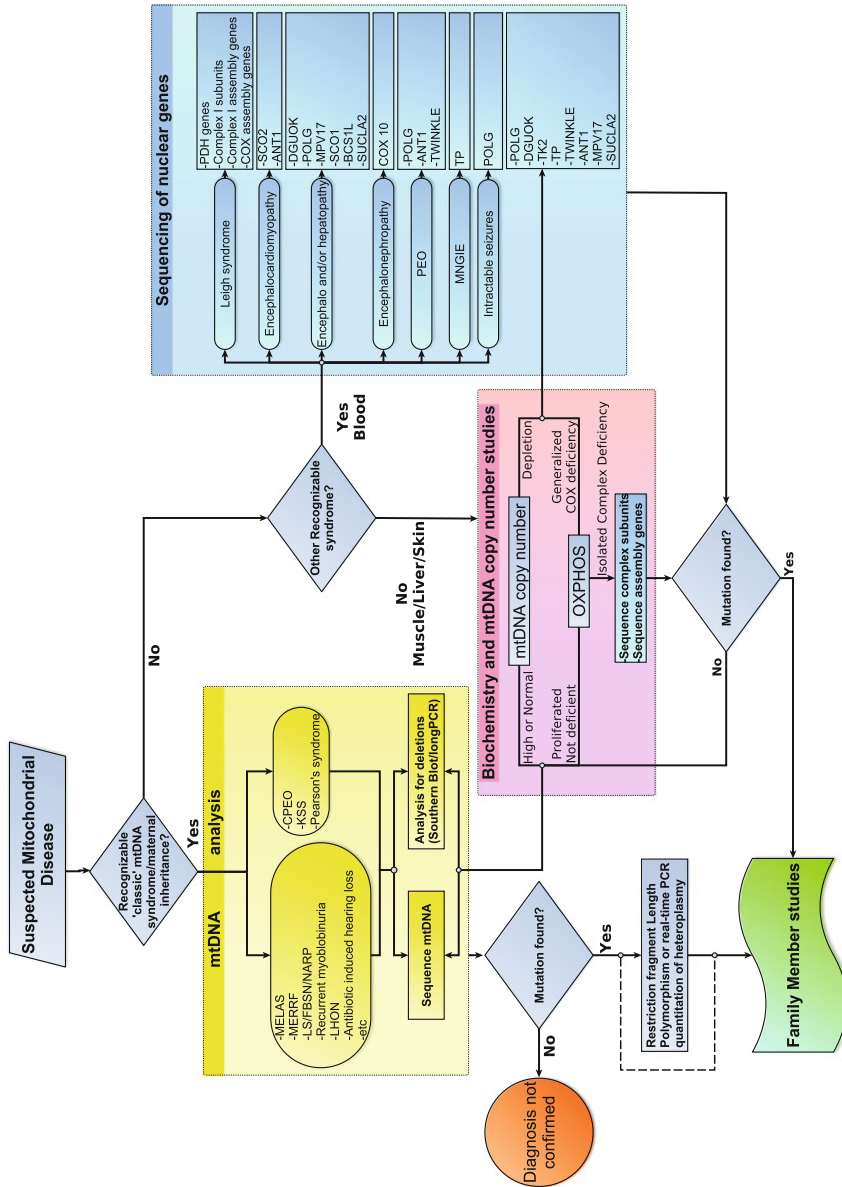 Suspected Mitochondrial
Disease
Recognizable
'classic' mtDNA
syndrome/maternal
inheritance?
No
Yes
mtDNA
analysis
-MELAS
-MERRF
-LS/FBSN/NARP
-Recurrent myoblobinuria
-LHON
-Antibiotic induced hearing loss
-etc
-CPEO
-KSS
-Pearson's syndrome
Sequence mtDNA
Analysis for deletions
(Southern Blot/longPCR)
Other Recognizable
syndrome?
Yes
Blood
No
Muscle/Liver/Skin
Sequencing of nuclear genes
Leigh syndrome
-PDH genes
-Complex I subunits
-Complex I assembly genes
-COX assembly genes
Encephalocardiomyopathy
-SCO2
-ANT1
Encephalo and/or hepatopathy
-DGUOK
-POLG
-MPV17
-SCO1
-BCS1L
-SUCLA2
Encephalonephropathy
COX 10
PEO
-POLG
-ANT1
-TWINKLE
MNGIE
TP
Intractable seizures
POLG
-POLG
-DGUOK
-TK2
-TP
-TWINKLE
-ANT1
-MPV17
-SUCLA2
Biochemistry and mtDNA copy number studies
High or Normal
mtDNA copy number
Depletion
Proliferated
Not deficient
OXPHOS
Generalized
COX deficiency
Isolated Complex Deficiency
-Sequence complex subunits
-Sequence assembly genes
Mutation found?
No
Yes
Mutation found?
No
Yes
Diagnosis not
confirmed
Restriction fragment Length
Polymorphism or real-time PCR
quantitation of heteroplasmy
Family Member studies